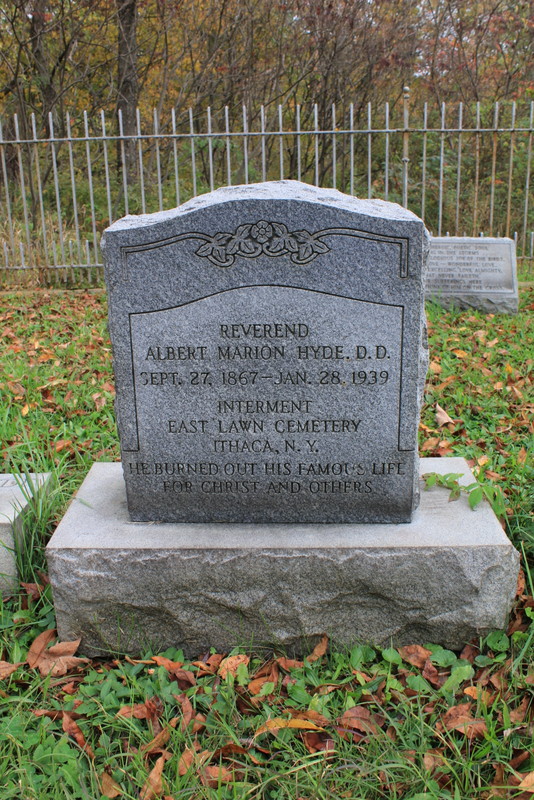 REVEREND
ALBERT MARION HYDE, D.D.
SEPT. 27, 1867 – JAN. 28, 1939
INTERMENT
EAST LAWN CEMETERY
ITHACA, N.Y.
HE BURNED OUT HIS FAMOUS LIFE
FOR CHRIST AND OTHERS